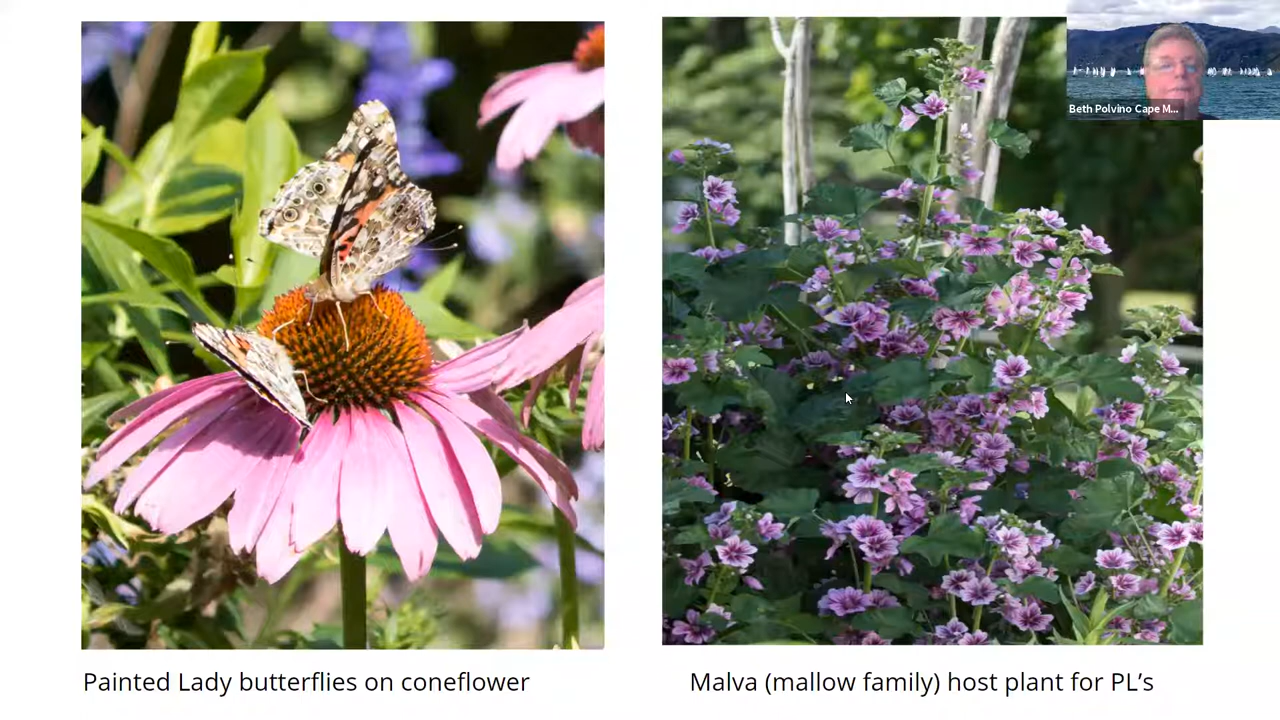 Beth Polvino Cape M...
Painted Lady butterflies on coneflower
Malva (mallow family) host plant for PL’s